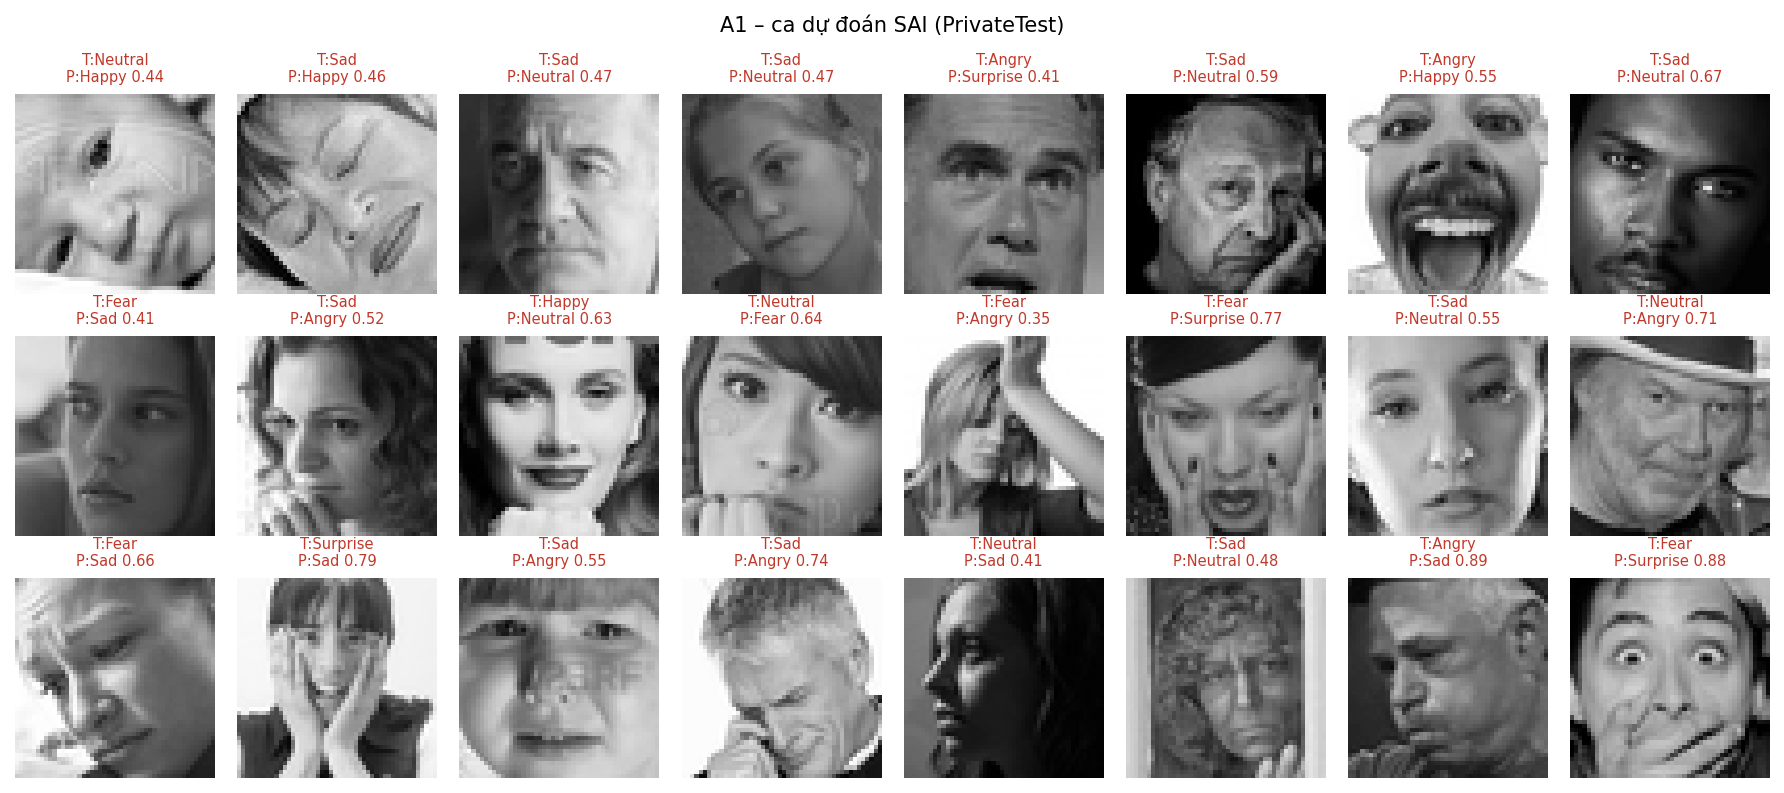 A1 – ca dự đoán SAI (PrivateTest)
T:Neutral
P:Happy 0.44
T:Sad
P:Happy 0.46
T:Sad
P:Neutral 0.47
T:Sad
P:Neutral 0.47
T:Angry
P:Surprise 0.41
T:Sad
P:Neutral 0.59
T:Angry
P:Happy 0.55
T:Sad
P:Neutral 0.67
T:Fear
P:Sad 0.41
T:Sad
P:Angry 0.52
T:Happy
P:Neutral 0.63
T:Neutral
P:Fear 0.64
T:Fear
P:Angry 0.35
T:Fear
P:Surprise 0.77
T:Sad
P:Neutral 0.55
T:Neutral
P:Angry 0.71
T:Fear
P:Sad 0.66
T:Surprise
P:Sad 0.79
T:Sad
P:Angry 0.55
T:Sad
P:Angry 0.74
T:Neutral
P:Sad 0.41
T:Sad
P:Neutral 0.48
T:Angry
P:Sad 0.89
T:Fear
P:Surprise 0.88